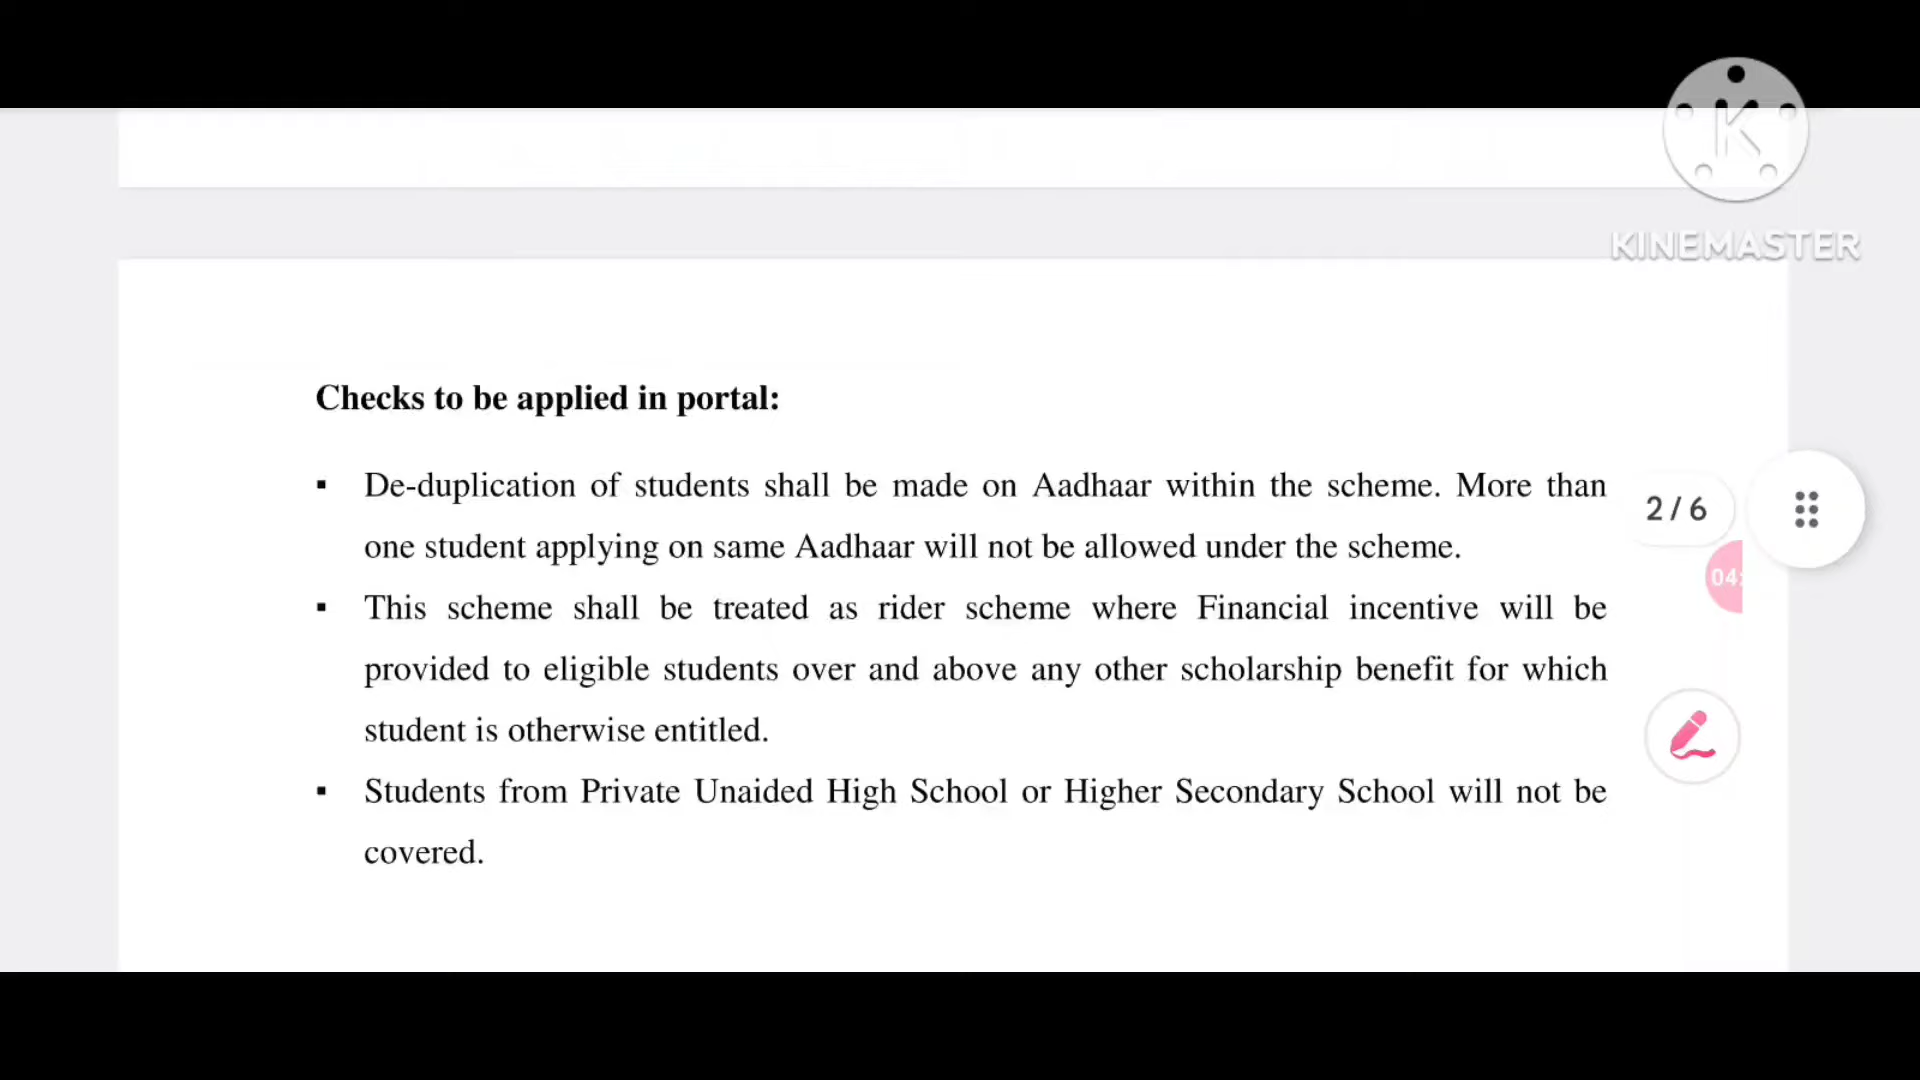 K
KINEMASTER
Checks to be applied in portal:
▪ De-duplication of students shall be made on Aadhaar within the scheme. More than
one student applying on same Aadhaar will not be allowed under the scheme.
▪ This scheme shall be treated as rider scheme where Financial incentive will be
provided to eligible students over and above any other scholarship benefit for which
student is otherwise entitled.
▪ Students from Private Unaided High School or Higher Secondary School will not be
covered.
2 / 6
04: